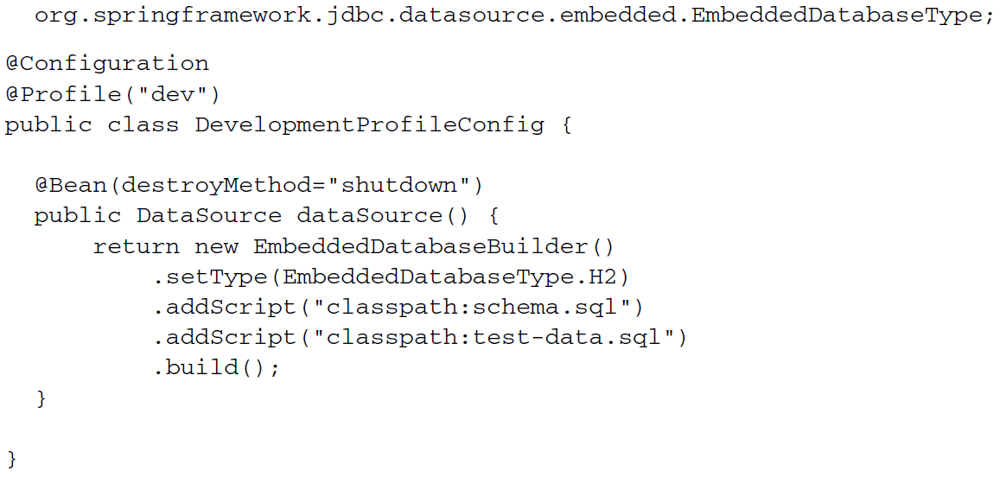 org.springframework.jdbc.datasource.embedded.EmbeddedDatabaseType;
@Configuration
@Profile("dev")
public class DevelopmentProfileConfig {
@Bean(destroyMethod="shutdown")
public DataSource dataSource() {
return new EmbeddedDatabaseBuilder()
.setType(EmbeddedDatabaseType.H2)
.addScript("classpath:schema.sql")
.addScript("classpath:test-data.sql")
.build();
}
}